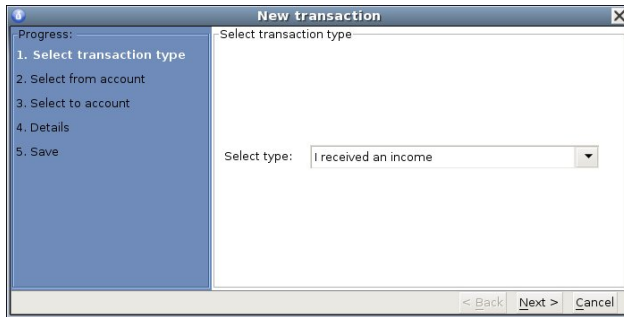 New transaction
Progress:
1. Select transaction type
2. Select from account
3. Select to account
4. Details
5. Save
Select transaction type
Select type: I received an income
< Back Next > Cancel